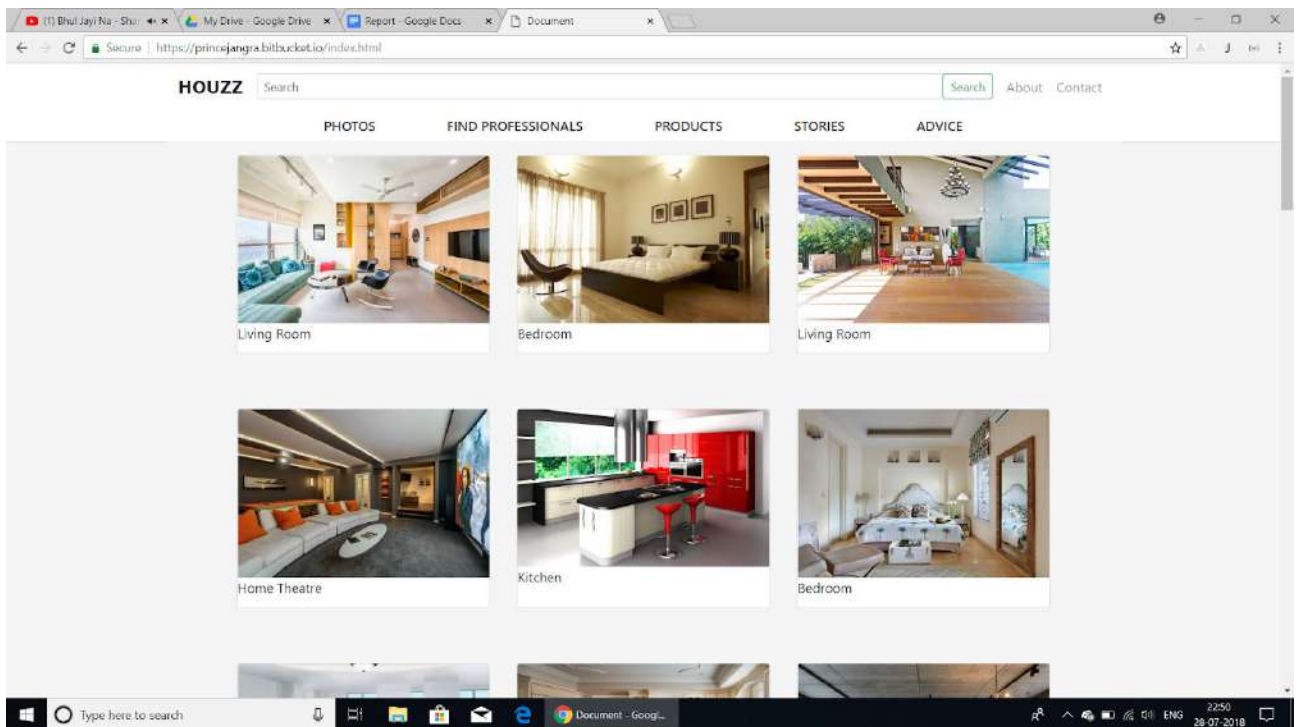 (1) Bhul Jayi Na - Sha
My Drive - Google Drive
Report - Google Docs
Document
Secure
https://princejangra.bitbucket.io/index.html
HOUZZ
Search
Search
About
Contact
PHOTOS
FIND PROFESSIONALS
PRODUCTS
STORIES
ADVICE
Living Room
Bedroom
Living Room
Home Theatre
Kitchen
Bedroom
Type here to search
Document - Googl...
ENG
22:50
28-07-2018